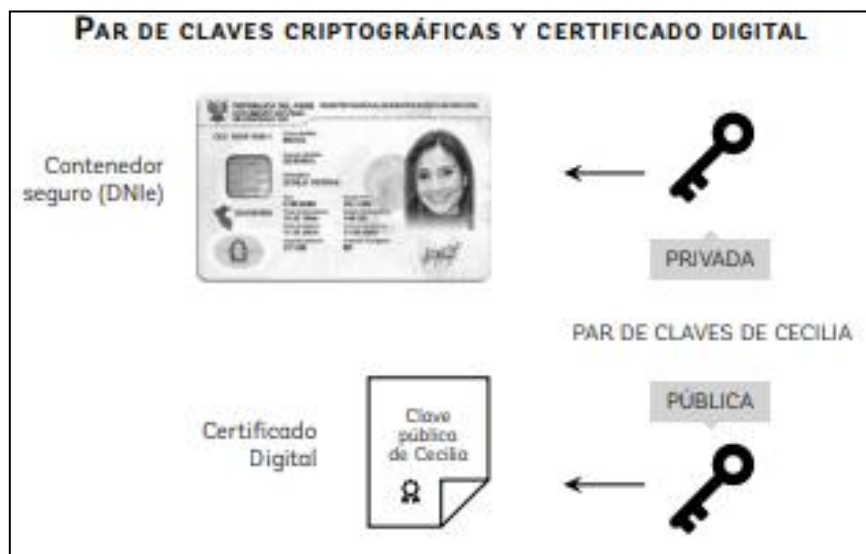 PAR DE CLAVES CRIPTOGRÁFICAS Y CERTIFICADO DIGITAL
Contenedor
seguro (DNIe)
PRIVADA
PAR DE CLAVES DE CECILIA
PÚBLICA
Certificado
Digital
Clave
pública
de Cecilia